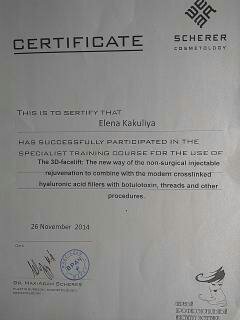 SCHERER
COSMETOLOGY
CERTIFICATE
THIS IS TO SERTIFY THAT
Elena Kakuliya
HAS SUCCESSFULLY PARTICIPATED IN THE
SPECIALIST TRAINING COURSE FOR THE USE OF
The 3D-facelift: The new way of the non-surgical injectable
rejuvenation to combine with the modern crosslinked
hyaluronic acid fillers with botulotoxin, threads and other
procedures.
26 November 2014
DR. MAX-ADAM SCHERER